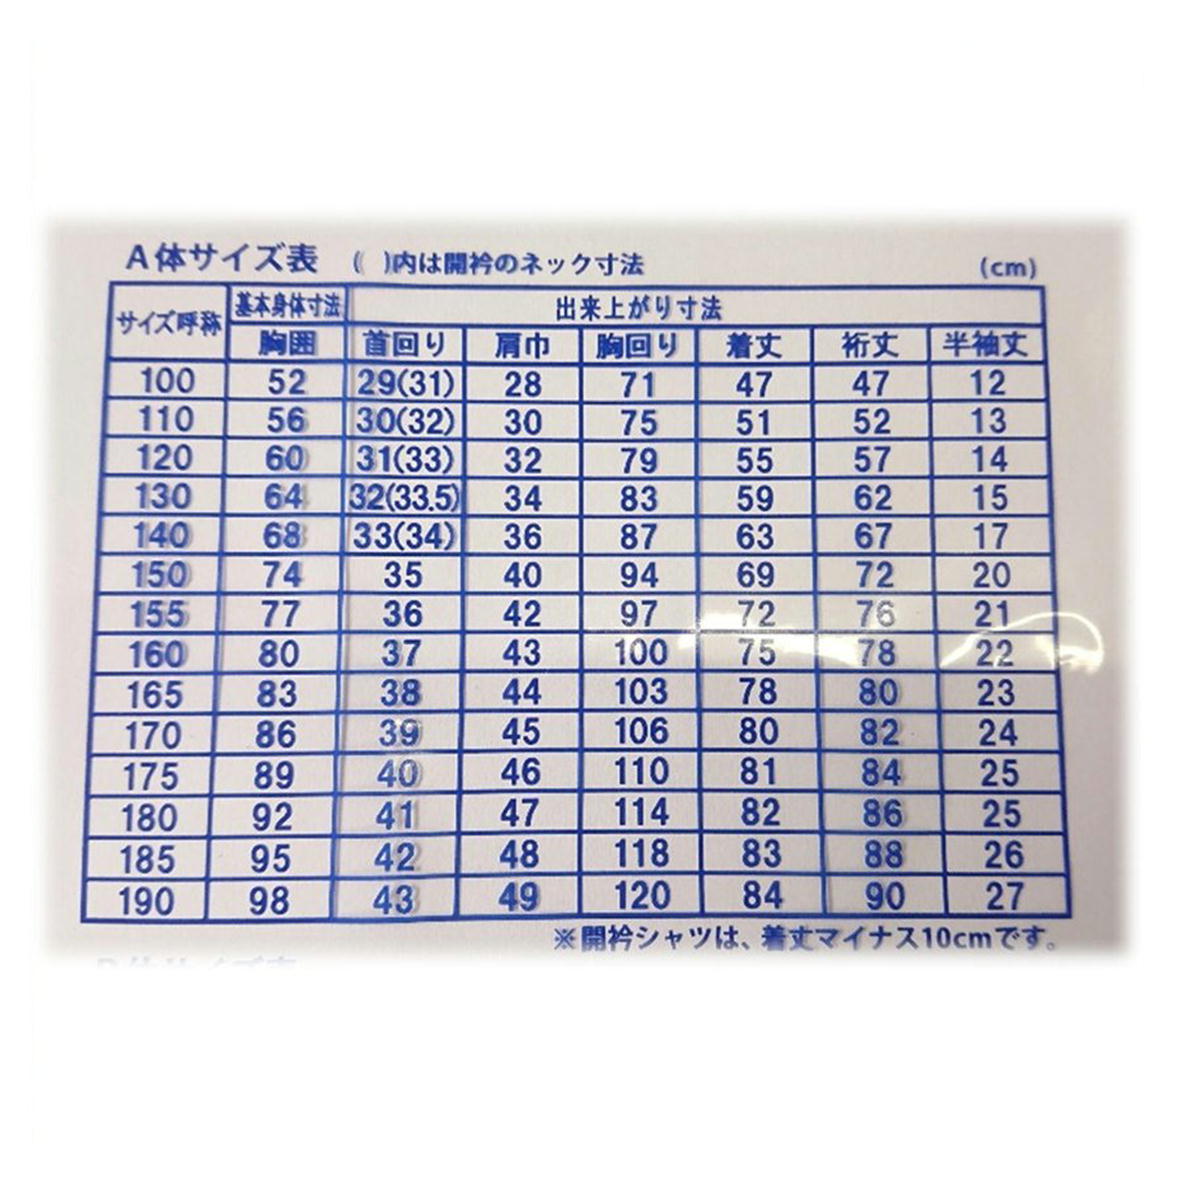 A体サイズ表 ( )内は開衿のネック寸法 (cm)
サイズ呼称 基本身体寸法 出来上がり寸法
胸囲 首回り 肩巾 胸回り 着丈 裄丈 半袖丈
100 52 29(31) 28 71 47 47 12
110 56 30(32) 30 75 51 52 13
120 60 31(33) 32 79 55 57 14
130 64 32(33.5) 34 83 59 62 15
140 68 33(34) 36 87 63 67 17
150 74 35 40 94 69 72 20
155 77 36 42 97 72 76 21
160 80 37 43 100 75 78 22
165 83 38 44 103 78 80 23
170 86 39 45 106 80 82 24
175 89 40 46 110 81 84 25
180 92 41 47 114 82 86 25
185 95 42 48 118 83 88 26
190 98 43 49 120 84 90 27
※開衿シャツは、着丈マイナス10cmです。